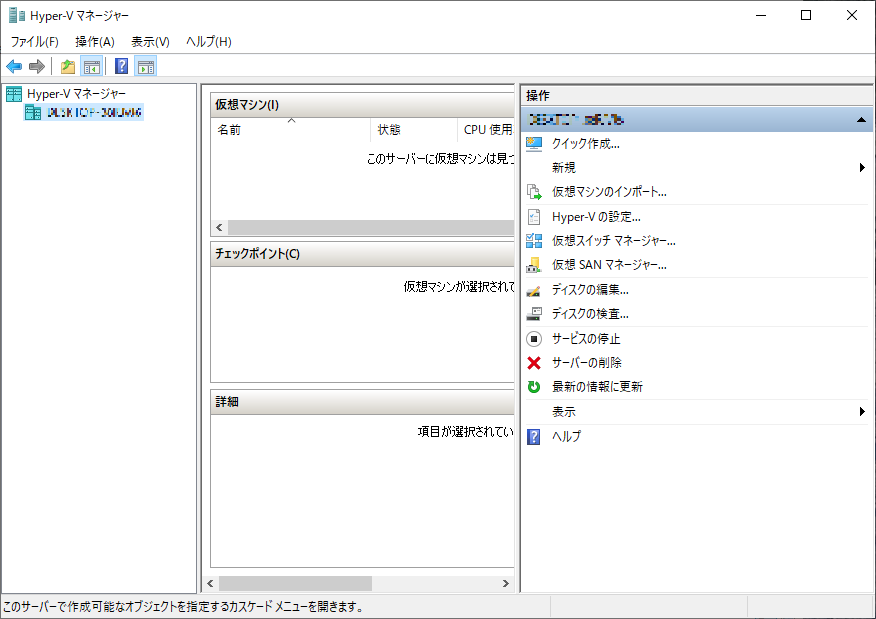 Hyper-V マネージャー
ファイル(F) 操作(A) 表示(V) ヘルプ(H)
Hyper-V マネージャー
仮想マシン(I)
名前 状態 CPU 使用
このサーバーに仮想マシンは見つ
チェックポイント(C)
仮想マシンが選択されて
詳細
項目が選択されてい
操作
クイック作成...
新規
仮想マシンのインポート...
Hyper-V の設定...
仮想スイッチ マネージャー...
仮想 SAN マネージャー...
ディスクの編集...
ディスクの検査...
サービスの停止
サーバーの削除
最新の情報に更新
表示
ヘルプ
このサーバーで作成可能なオブジェクトを指定するカスケード メニューを開きます。